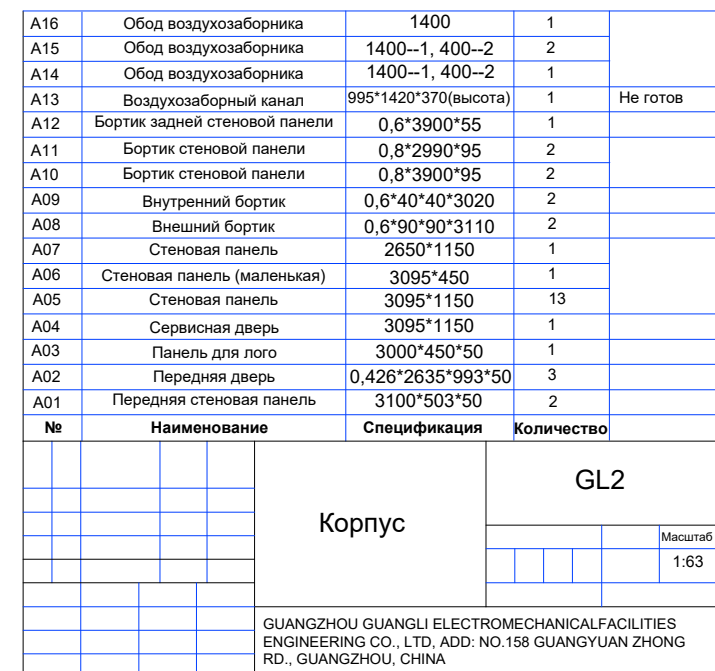 A16 Обод воздухозаборника 1400 1
A15 Обод воздухозаборника 1400--1, 400--2 2
A14 Обод воздухозаборника 1400--1, 400--2 1
A13 Воздухозаборный канал 995*1420*370(высота) 1 Не готов
A12 Бортик задней стеновой панели 0,6*3900*55 1
A11 Бортик стеновой панели 0,8*2990*95 2
A10 Бортик стеновой панели 0,8*3900*95 2
A09 Внутренний бортик 0,6*40*40*3020 2
A08 Внешний бортик 0,6*90*90*3110 2
A07 Стеновая панель 2650*1150 1
A06 Стеновая панель (маленькая) 3095*450 1
A05 Стеновая панель 3095*1150 13
A04 Сервисная дверь 3095*1150 1
A03 Панель для лого 3000*450*50 1
A02 Передняя дверь 0,426*2635*993*50 3
A01 Передняя стеновая панель 3100*503*50 2
№ Наименование Спецификация Количество
Корпус
GL2
Масштаб
1:63
GUANGZHOU GUANGLI ELECTROMECHANICALFACILITIES
ENGINEERING CO., LTD, ADD: NO.158 GUANGYUAN ZHONG
RD., GUANGZHOU, CHINA